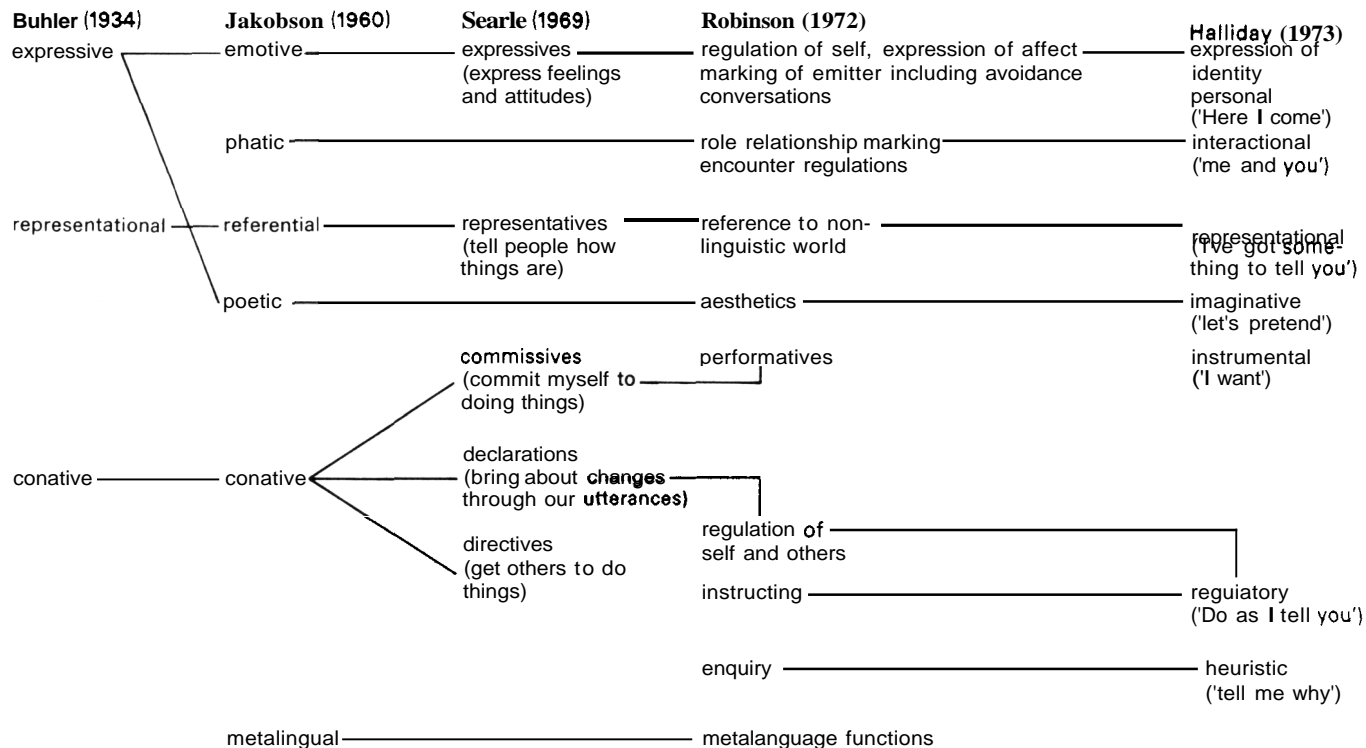 Buhler (1934) Jakobson (1960) Searle (1969) Robinson (1972) Halliday (1973)
expressive emotive expressives regulation of self, expression of affect expression of
(express feelings marking of emitter including avoidance identity
and attitudes) conversations personal
('Here I come')
phatic role relationship marking interactional
encounter regulations ('me and you')
representational referential representatives reference to non- representational
(tell people how linguistic world ('I've got some-
things are) thing to tell you')
poetic aesthetics imaginative
('let's pretend')
commissives performatives instrumental
(commit myself to ('I want')
doing things)
declarations
conative conative (bring about changes
through our utterances)
regulation of
directives self and others
(get others to do
things) instructing reguiatory
('Do as I tell you')
enquiry heuristic
('tell me why')
metalingual metalanguage functions